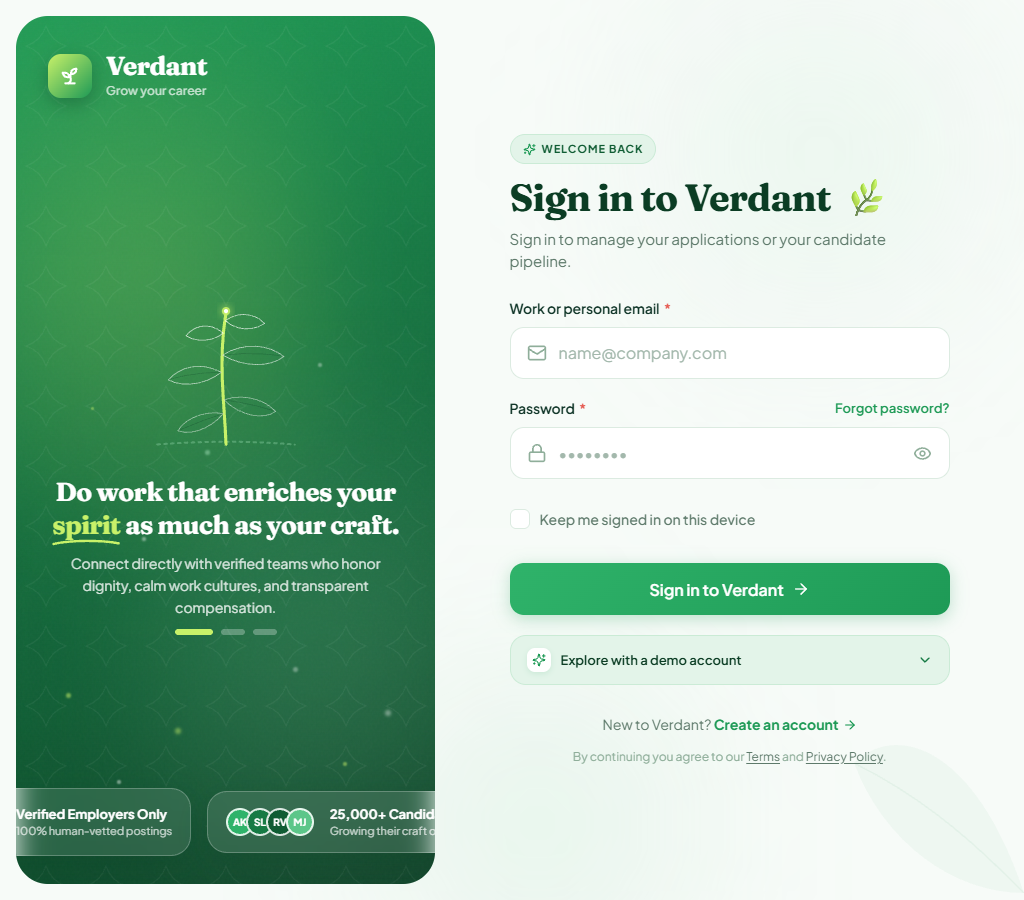 Verdant
Grow your career
Do work that enriches your
spirit as much as your craft.
Connect directly with verified teams who honor
dignity, calm work cultures, and transparent
compensation.
Verified Employers Only
100% human-vetted postings
AK SL RV MJ
25,000+
Growing their craft
WELCOME BACK
Sign in to Verdant
Sign in to manage your applications or your candidate
pipeline.
Work or personal email *
name@company.com
Password *
Forgot password?
Keep me signed in on this device
Sign in to Verdant
Explore with a demo account
New to Verdant? Create an account
By continuing you agree to our Terms and Privacy Policy.